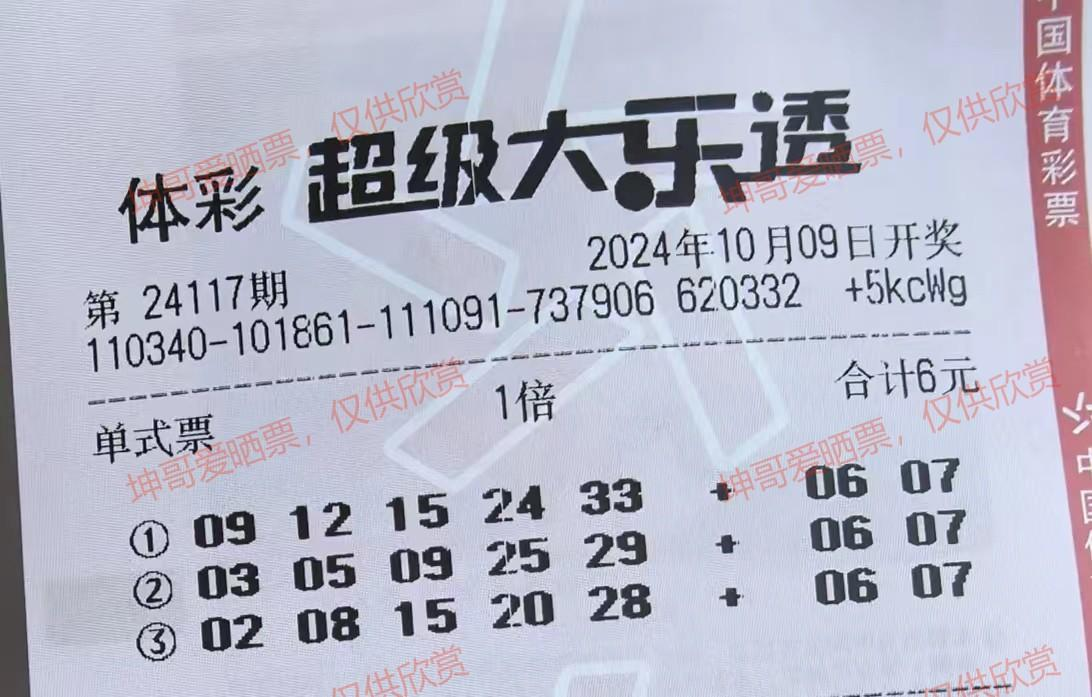 体彩 超级大乐透
第 24117期 2024年10月09日开奖
110340-101861-111091-737906 620332 +5kcWg
单式票 1倍 合计6元
① 09 12 15 24 33 + 06 07
② 03 05 09 25 29 + 06 07
③ 02 08 15 20 28 + 06 07
中国体育彩票
坤哥爱晒票，仅供欣赏
坤哥爱晒票，仅供欣赏
坤哥爱晒票，仅供欣赏
坤哥爱晒票，仅供欣赏
仅供欣赏
仅供欣赏